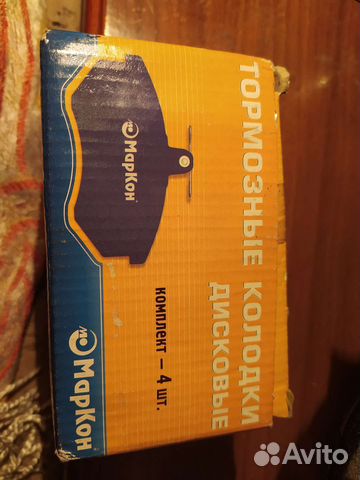 ТОРМОЗНЫЕ КОЛОДКИ
ДИСКОВЫЕ
МарКон
комплект – 4 шт.
МарКон
Avito